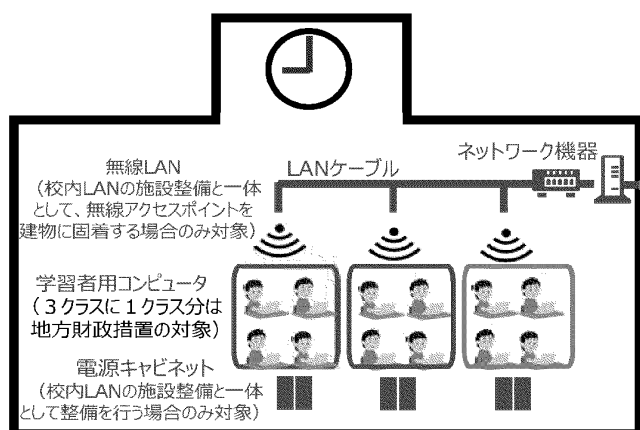 無線LAN
(校内LANの施設整備と一体
として、無線アクセスポイントを
建物に固着する場合のみ対象)
LANケーブル
ネットワーク機器
学習者用コンピュータ
(3クラスに1クラス分は
地方財政措置の対象)
電源キャビネット
(校内LANの施設整備と一体
として整備を行う場合のみ対象)